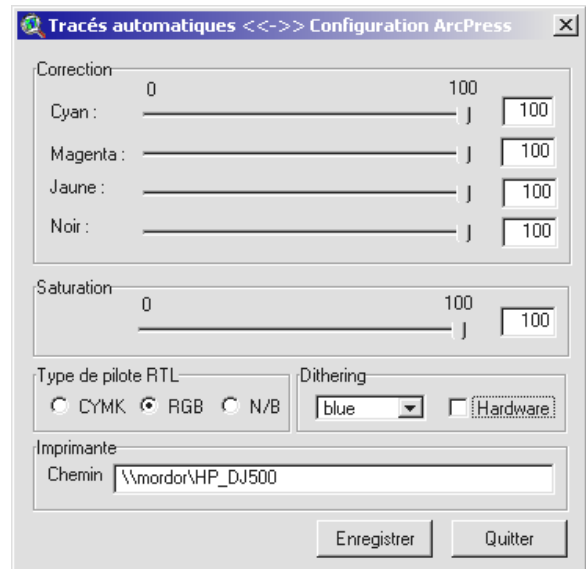 Tracés automatiques <<->> Configuration ArcPress
Correction
0 100
Cyan : 100
Magenta : 100
Jaune : 100
Noir : 100
Saturation
0 100
100
Type de pilote RTL
CYMK RGB N/B
Dithering
blue Hardware
Imprimante
Chemin \\mordor\HP_DJ500
Enregistrer Quitter